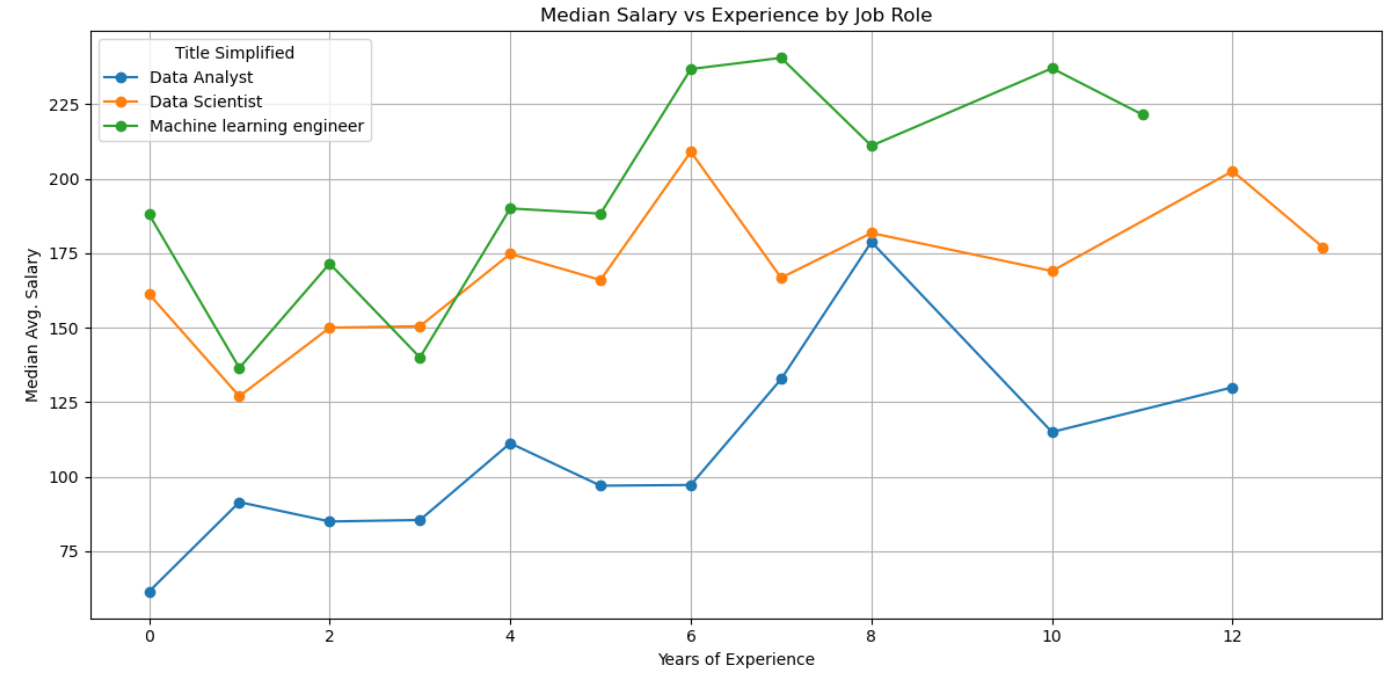 Median Salary vs Experience by Job Role
Title Simplified
Data Analyst
Data Scientist
Machine learning engineer
225
200
175
150
125
100
75
Median Avg. Salary
0 2 4 6 8 10 12
Years of Experience